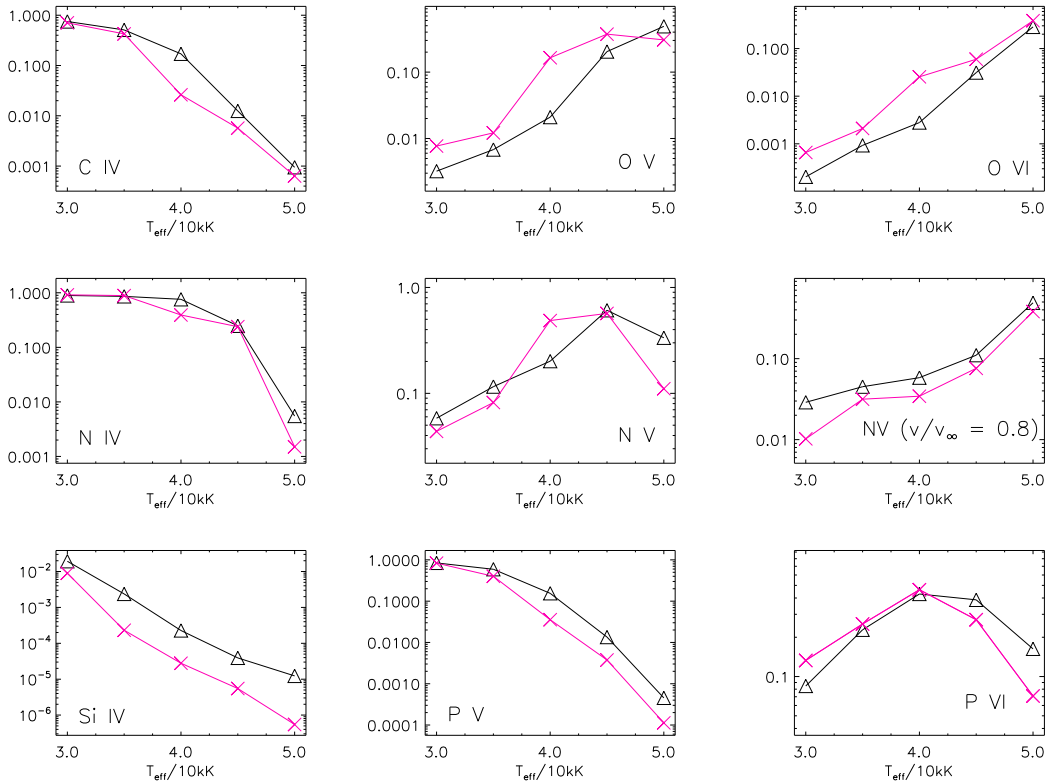 1.000
0.100
0.010
0.001
C IV
3.0 4.0 5.0
T_eff/10kK
0.10
0.01
O V
3.0 4.0 5.0
T_eff/10kK
0.100
0.010
0.001
O VI
3.0 4.0 5.0
T_eff/10kK
1.000
0.100
0.010
0.001
N IV
3.0 4.0 5.0
T_eff/10kK
1.0
0.1
N V
3.0 4.0 5.0
T_eff/10kK
0.10
0.01
NV (v/v_∞ = 0.8)
3.0 4.0 5.0
T_eff/10kK
10⁻²
10⁻³
10⁻⁴
10⁻⁵
10⁻⁶
Si IV
3.0 4.0 5.0
T_eff/10kK
1.0000
0.1000
0.0100
0.0010
0.0001
P V
3.0 4.0 5.0
T_eff/10kK
0.1
P VI
3.0 4.0 5.0
T_eff/10kK